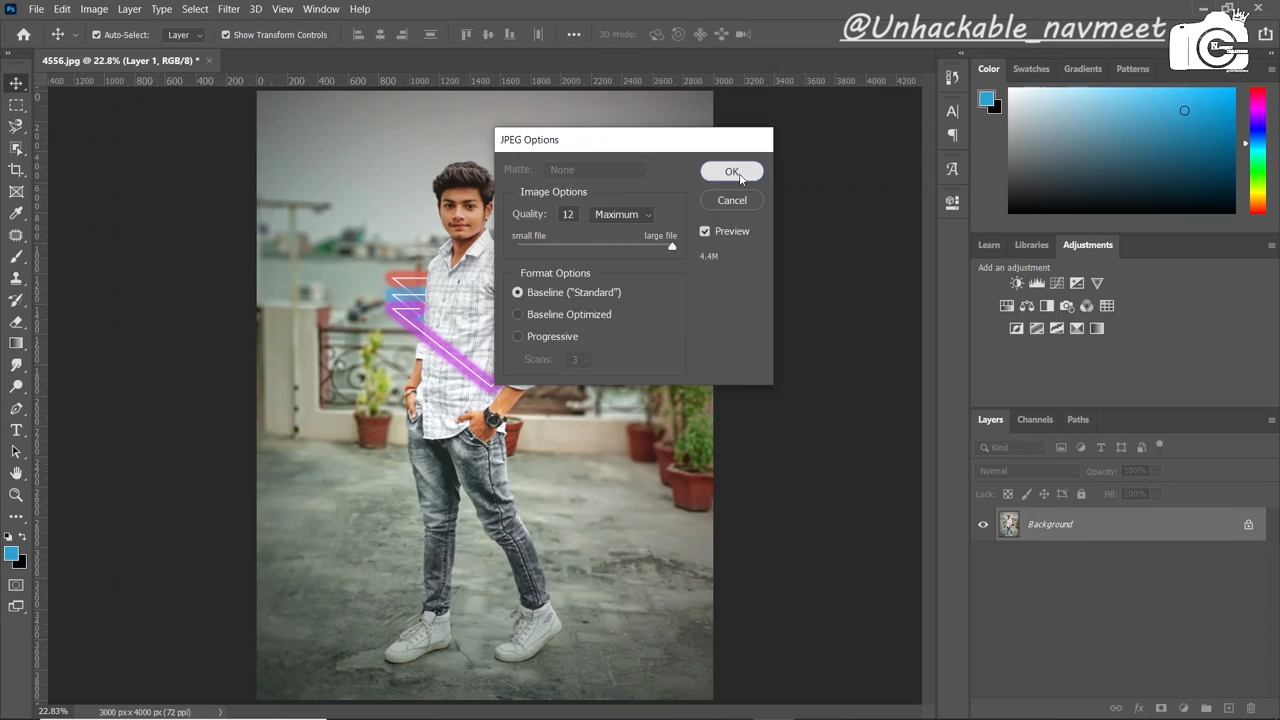 Ps File Edit Image Layer Type Select Filter 3D View Window Help
@Unhackable_navmeet
Auto-Select: Layer Show Transform Controls ••• 3D Mode:
4556.jpg @ 22.8% (Layer 1, RGB/8) * ×
Color Swatches Gradients Patterns
JPEG Options
Matte: None
OK
Image Options
Quality: 12 Maximum
Cancel
small file large file
Preview
4.4M
Format Options
Baseline ("Standard")
Baseline Optimized
Progressive
Scans: 3
Learn Libraries Adjustments
Add an adjustment
Layers Channels Paths
Kind
Normal Opacity: 100%
Lock: Fill: 100%
Background
22.83% 3000 px x 4000 px (72 ppi)